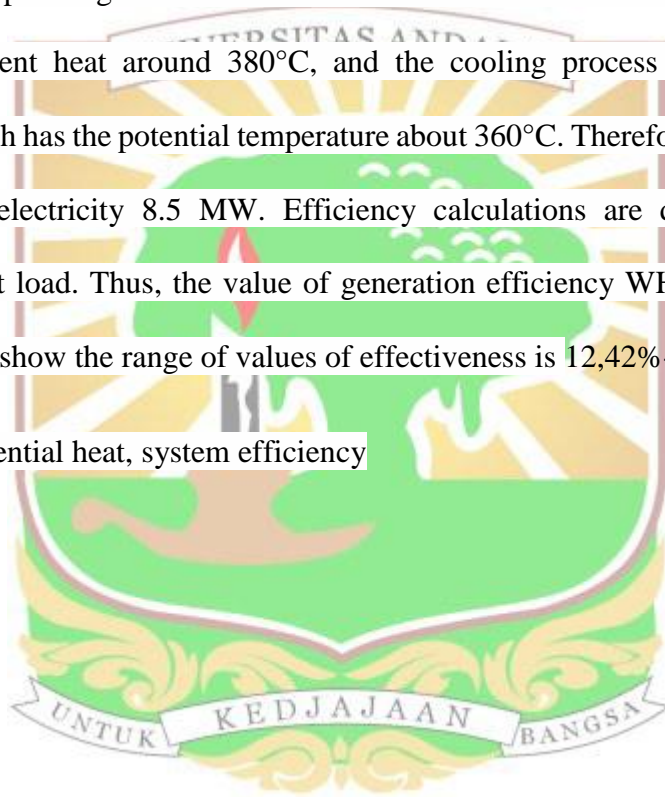 ent heat around 380°C, and the cooling process
h has the potential temperature about 360°C. Therefo
electricity 8.5 MW. Efficiency calculations are
t load. Thus, the value of generation efficiency WH
show the range of values of effectiveness is 12,42%
ential heat, system efficiency
UNTUK KEDJAJAAN BANGSA